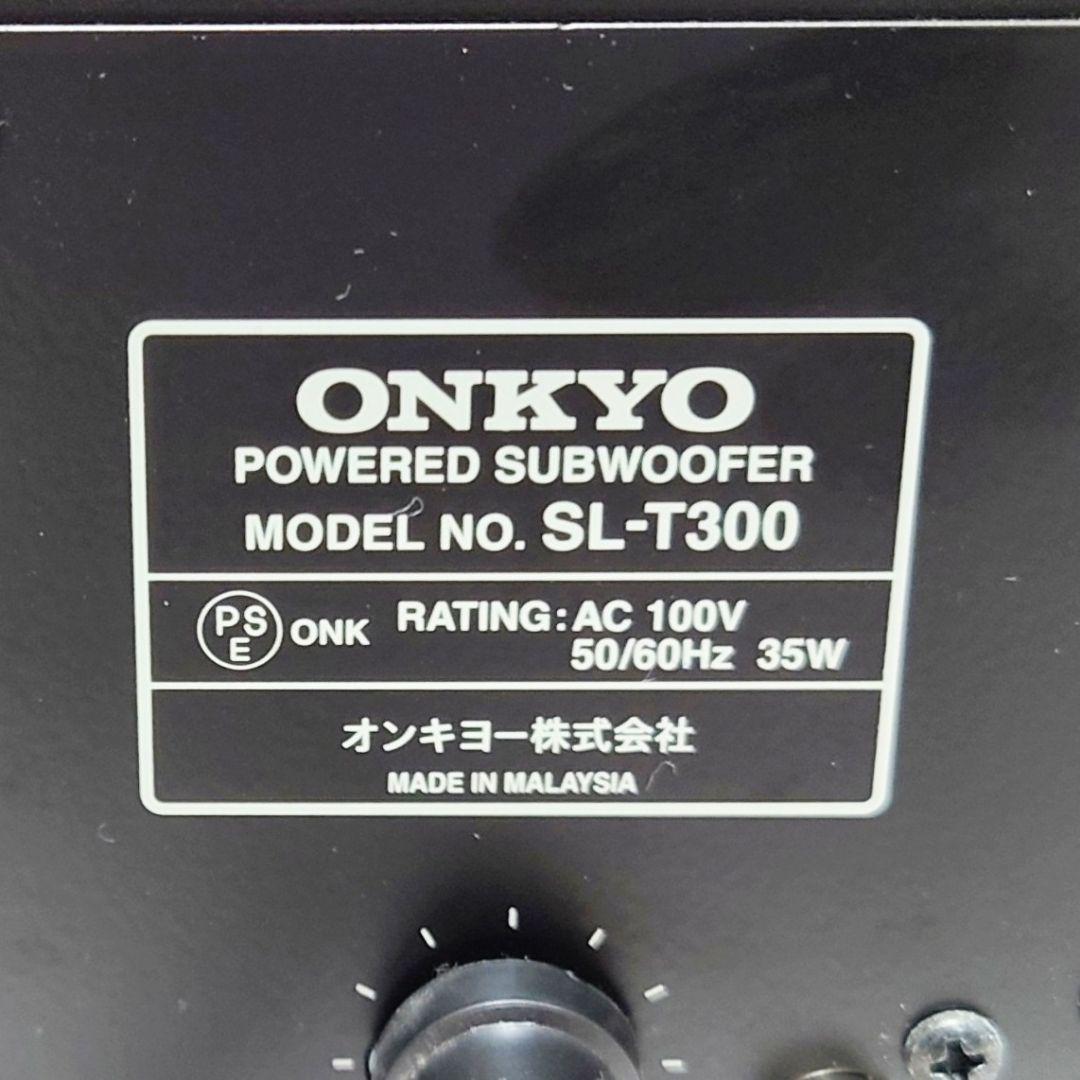 ONKYO
POWERED SUBWOOFER
MODEL NO. SL-T300
PSE ONK RATING: AC 100V
50/60Hz 35W
オンキヨー株式会社
MADE IN MALAYSIA